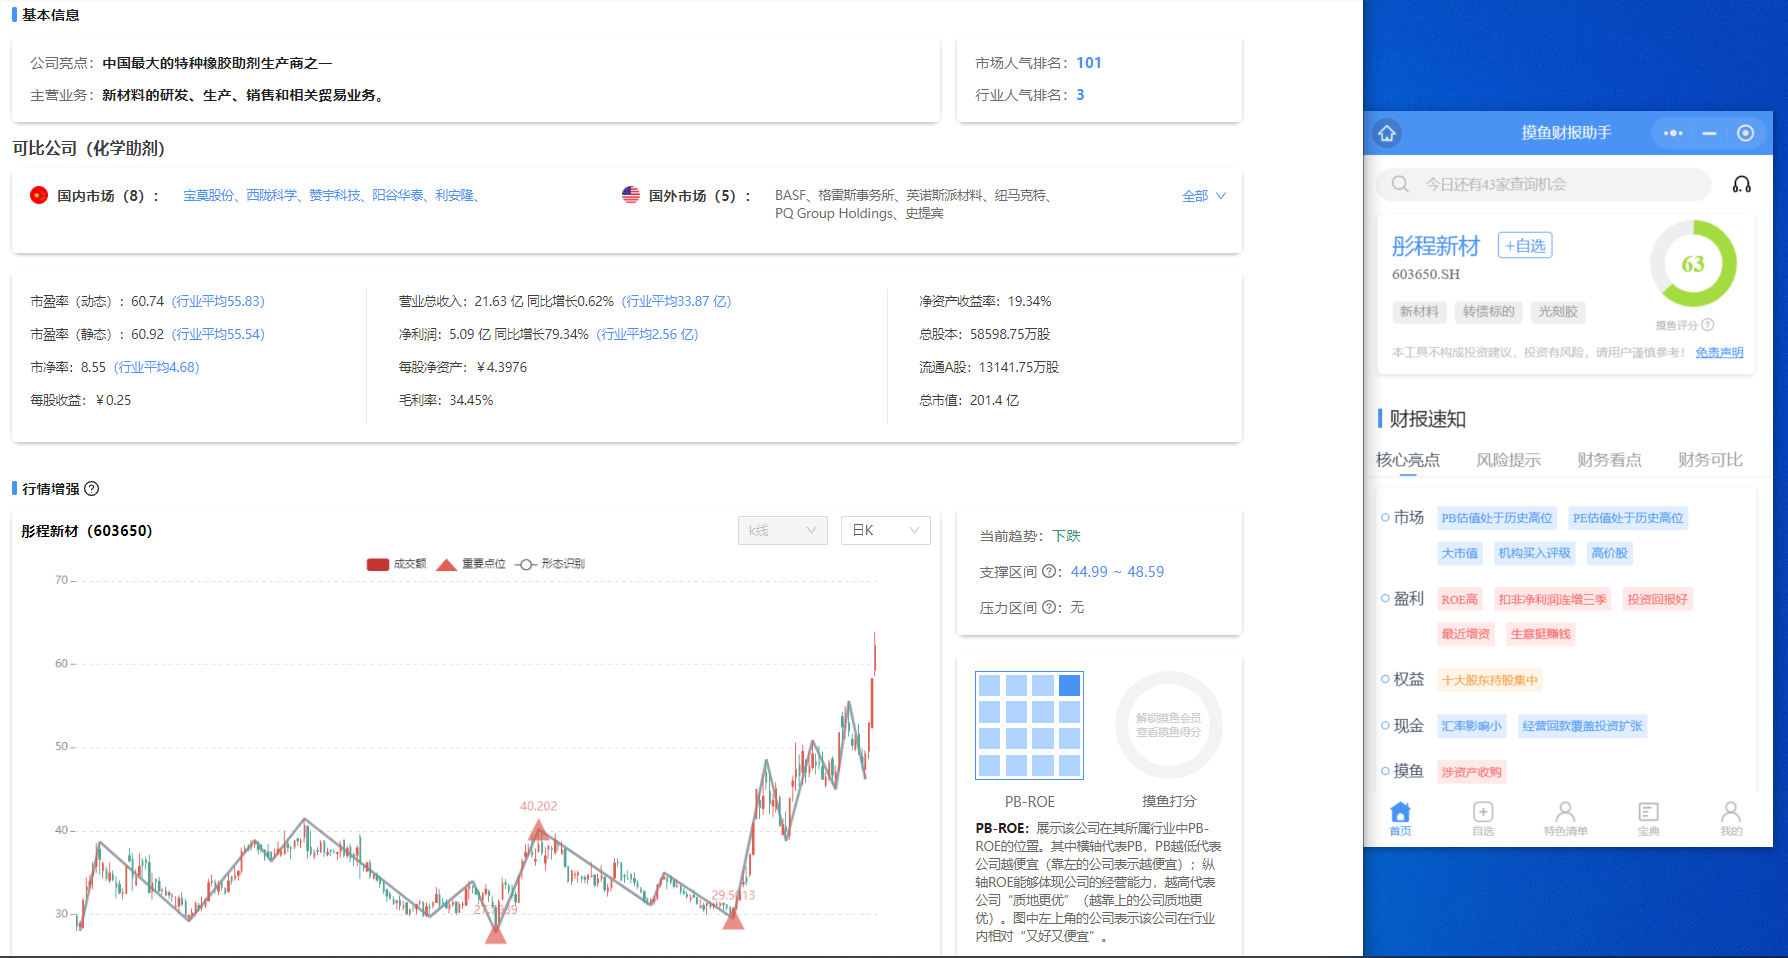 基本信息
公司亮点：中国最大的特种橡胶助剂生产商之一
主营业务：新材料的研发、生产、销售和相关贸易业务。
市场人气排名：101
行业人气排名：3
可比公司（化学助剂）
国内市场（8）：
宝莫股份、西陇科学、赞宇科技、阳谷华泰、利安隆、
国外市场（5）：
BASF、格雷斯事务所、英诺斯派材料、纽马克特、
PQ Group Holdings、史提宾
全部
市盈率（动态）：60.74（行业平均55.83）
市盈率（静态）：60.92（行业平均55.54）
市净率：8.55（行业平均4.68）
每股收益：￥0.25
营业总收入：21.63 亿 同比增长0.62%（行业平均33.87 亿）
净利润：5.09 亿 同比增长79.34%（行业平均2.56 亿）
每股净资产：￥4.3976
毛利率：34.45%
净资产收益率：19.34%
总股本：58598.75万股
流通A股：13141.75万股
总市值：201.4 亿
行情增强 ?
彤程新材（603650）
k线
日K
成交额 重要点位 形态识别
70
60
50
40
30
40.202
29.5013
当前趋势：下跌
支撑区间 ?：44.99 ~ 48.59
压力区间 ?：无
解锁摸鱼会员
查看摸鱼得分
PB-ROE
摸鱼打分
PB-ROE：展示该公司在其所属行业中PB-
ROE的位置。其中横轴代表PB，PB越低代表
公司越便宜（靠左的公司表示越便宜）；纵
轴ROE能够体现公司的经营能力，越高代表
公司“质地更优”（越靠上的公司质地更
优）。图中左上角的公司表示该公司在行业
内相对“又好又便宜”。
摸鱼财报助手
今日还有43家查询机会
彤程新材
+自选
603650.SH
63
新材料 转债标的 光刻胶
摸鱼评分 ?
本工具不构成投资建议，投资有风险，请用户谨慎参考！ 免责声明
财报速知
核心亮点 风险提示 财务看点 财务可比
市场 PB估值处于历史高位 PE估值处于历史高位
大市值 机构买入评级 高价股
盈利 ROE高 扣非净利润连增三季 投资回报好
最近增资 生意挺赚钱
权益 十大股东持股集中
现金 汇率影响小 经营回款覆盖投资扩张
摸鱼 涉资产收购
首页 自选 特色清单 宝典 我的